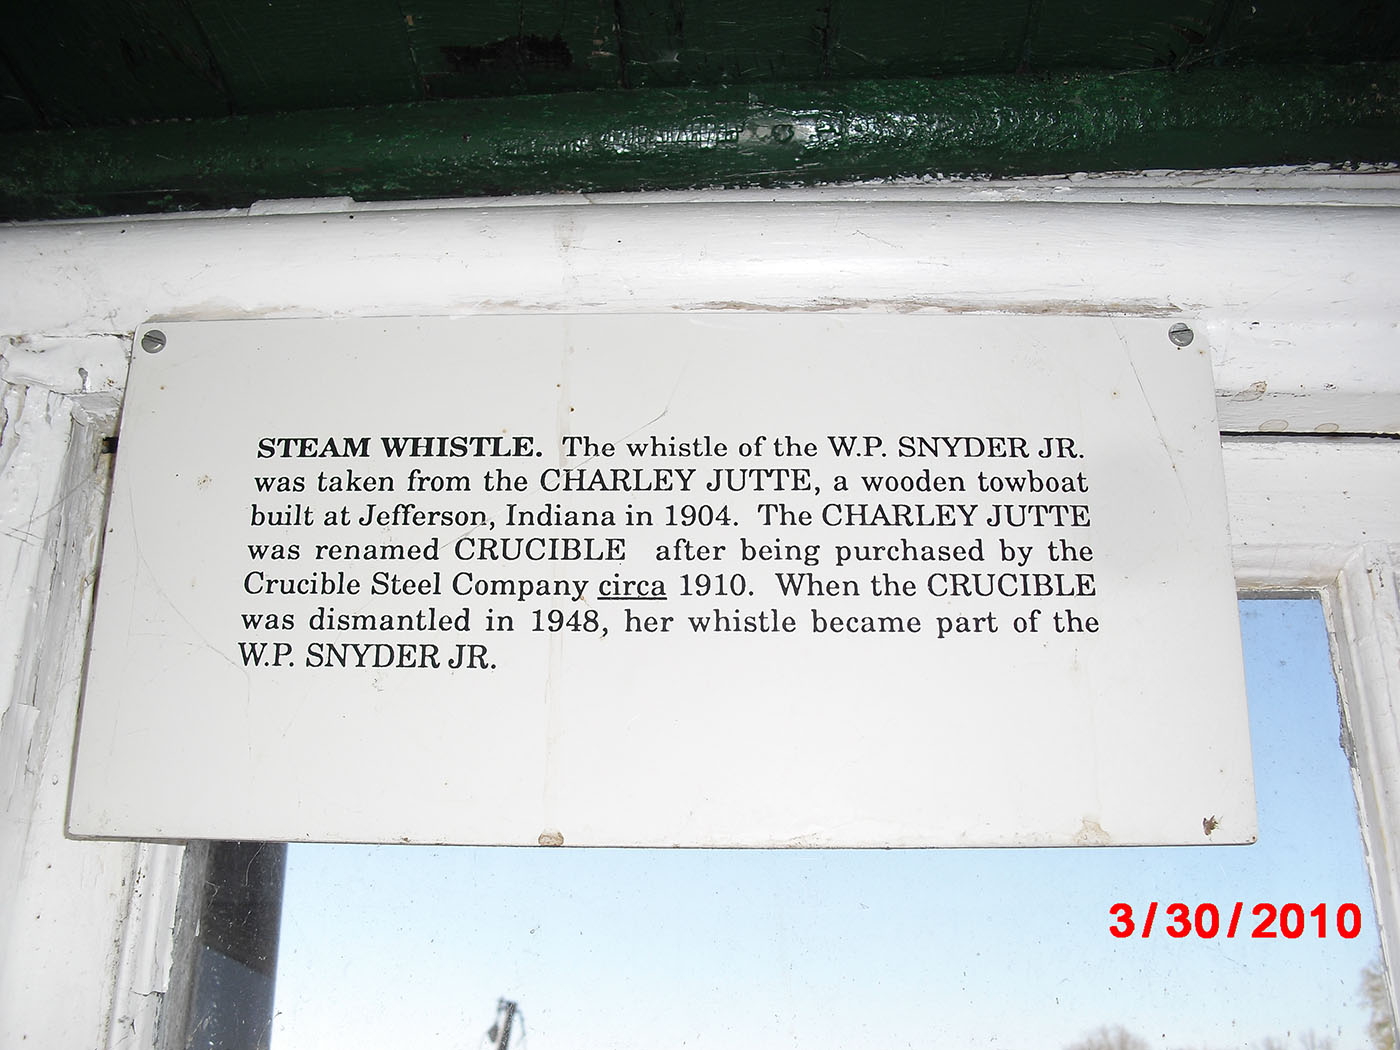 STEAM WHISTLE. The whistle of the W.P. SNYDER JR.
was taken from the CHARLEY JUTTE, a wooden towboat
built at Jefferson, Indiana in 1904. The CHARLEY JUTTE
was renamed CRUCIBLE after being purchased by the
Crucible Steel Company circa 1910. When the CRUCIBLE
was dismantled in 1948, her whistle became part of the
W.P. SNYDER JR.
3/30/2010